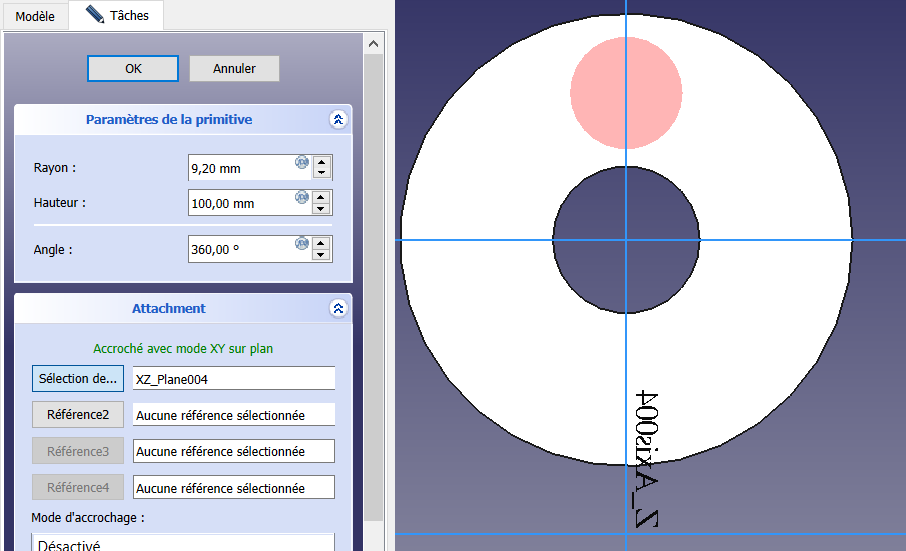 Modèle
Tâches
OK
Annuler
Paramètres de la primitive
Rayon :
9,20 mm
Hauteur :
100,00 mm
Angle :
360,00 °
Attachment
Accroché avec mode XY sur plan
Sélection de...
XZ_Plane004
Référence2
Aucune référence sélectionnée
Référence3
Aucune référence sélectionnée
Référence4
Aucune référence sélectionnée
Mode d'accrochage :
Désactivé
Z_Axis004